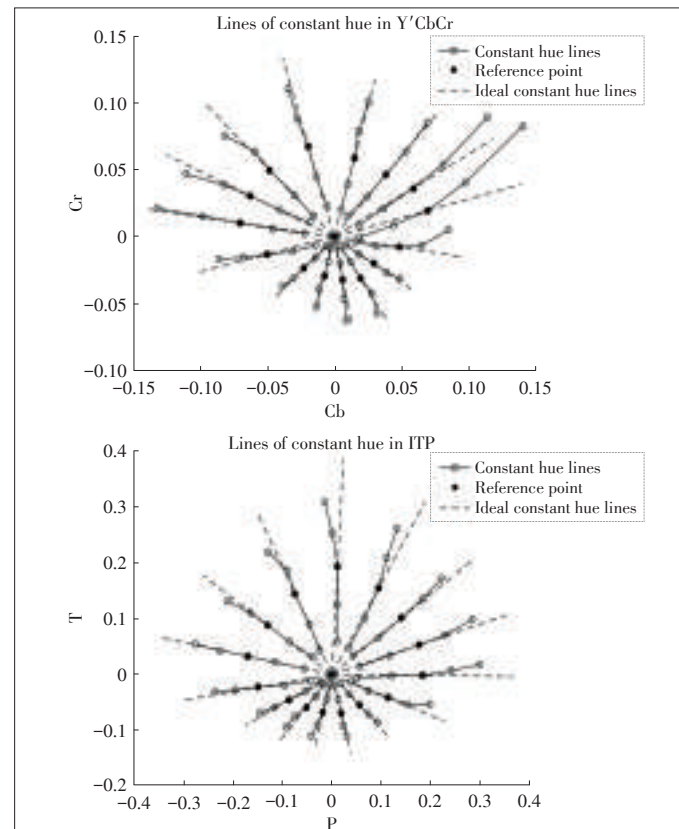 Lines of constant hue in Y′CbCr
Constant hue lines
Reference point
Ideal constant hue lines
0.15
0.10
0.05
0
−0.05
−0.10
Cr
−0.15 −0.10 −0.05 0 0.05 0.10 0.15
Cb
Lines of constant hue in ITP
Constant hue lines
Reference point
Ideal constant hue lines
0.4
0.3
0.2
0.1
0
−0.1
−0.2
T
−0.4 −0.3 −0.2 −0.1 0 0.1 0.2 0.3 0.4
P